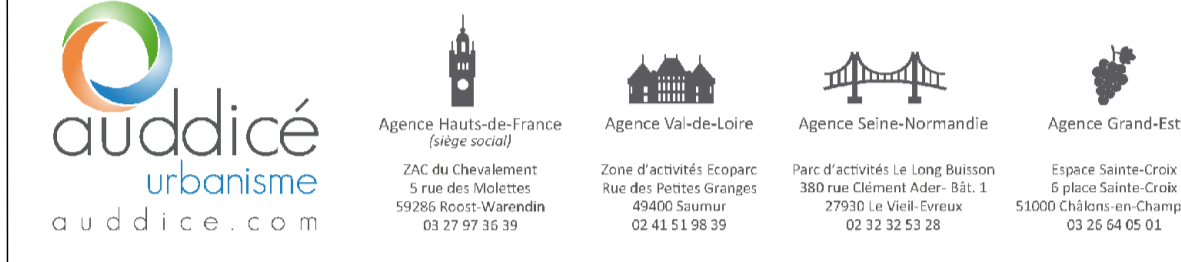 auddicé
urbanisme
auddice.com
Agence Hauts-de-France
(siège social)
ZAC du Chevalement
5 rue des Molettes
59286 Roost-Warendin
03 27 97 36 39
Agence Val-de-Loire
Zone d'activités Ecoparc
Rue des Petites Granges
49400 Saumur
02 41 51 98 39
Agence Seine-Normandie
Parc d'activités Le Long Buisson
380 rue Clément Ader- Bât. 1
27930 Le Vieil-Evreux
02 32 32 53 28
Agence Grand-Est
Espace Sainte-Croix
6 place Sainte-Croix
51000 Châlons-en-Champ
03 26 64 05 01